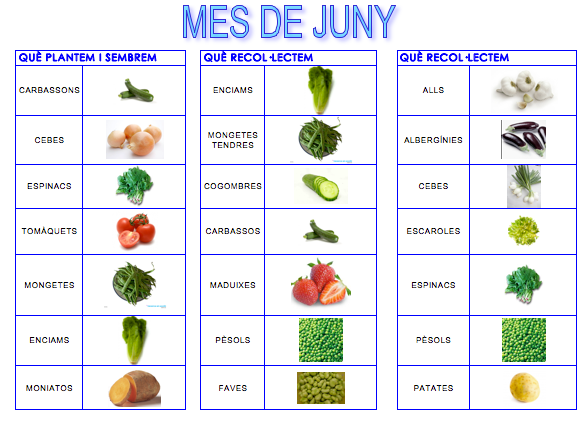 MES DE JUNY
QUÈ PLANTEM I SEMBREM
CARBASSONS
CEBES
ESPINACS
TOMÀQUETS
MONGETES
ENCIAMS
MONIATOS
QUÈ RECOL·LECTEM
ENCIAMS
MONGETES
TENDRES
COGOMBRES
CARBASSOS
MADUIXES
PÈSOLS
FAVES
QUÈ RECOL·LECTEM
ALLS
ALBERGÍNIES
CEBES
ESCAROLES
ESPINACS
PÈSOLS
PATATES